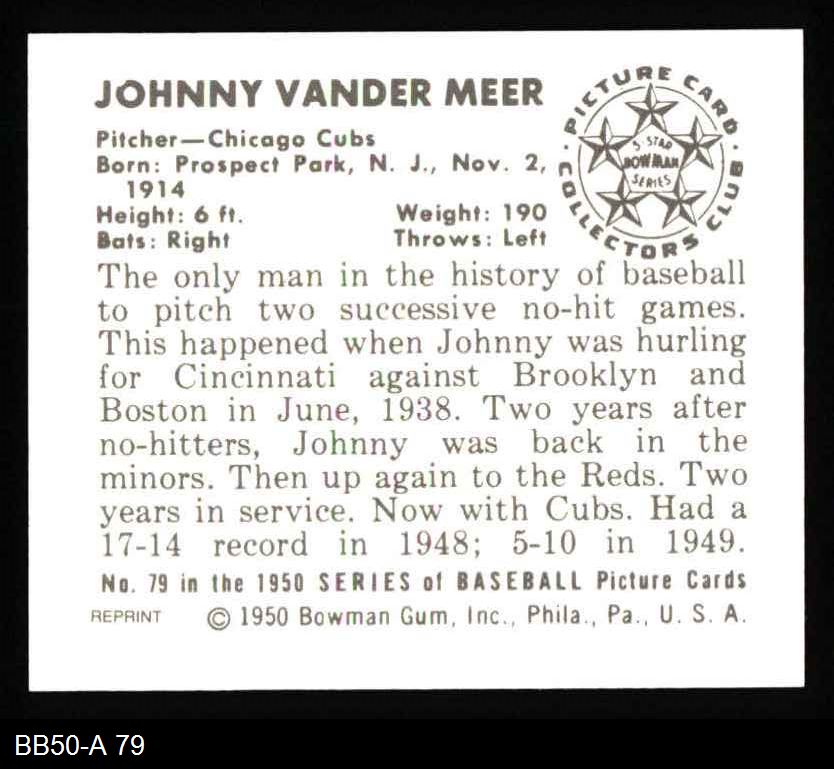 JOHNNY VANDER MEER
Pitcher—Chicago Cubs
Born: Prospect Park, N. J., Nov. 2,
1914
Height: 6 ft. Weight: 190
Bats: Right Throws: Left
PICTURE CARD
COLLECTORS CLUB
5-STAR
BOWMAN
SERIES
The only man in the history of baseball
to pitch two successive no-hit games.
This happened when Johnny was hurling
for Cincinnati against Brooklyn and
Boston in June, 1938. Two years after
no-hitters, Johnny was back in the
minors. Then up again to the Reds. Two
years in service. Now with Cubs. Had a
17-14 record in 1948; 5-10 in 1949.
No. 79 in the 1950 SERIES of BASEBALL Picture Cards
REPRINT © 1950 Bowman Gum, Inc., Phila., Pa., U. S. A.
BB50-A 79